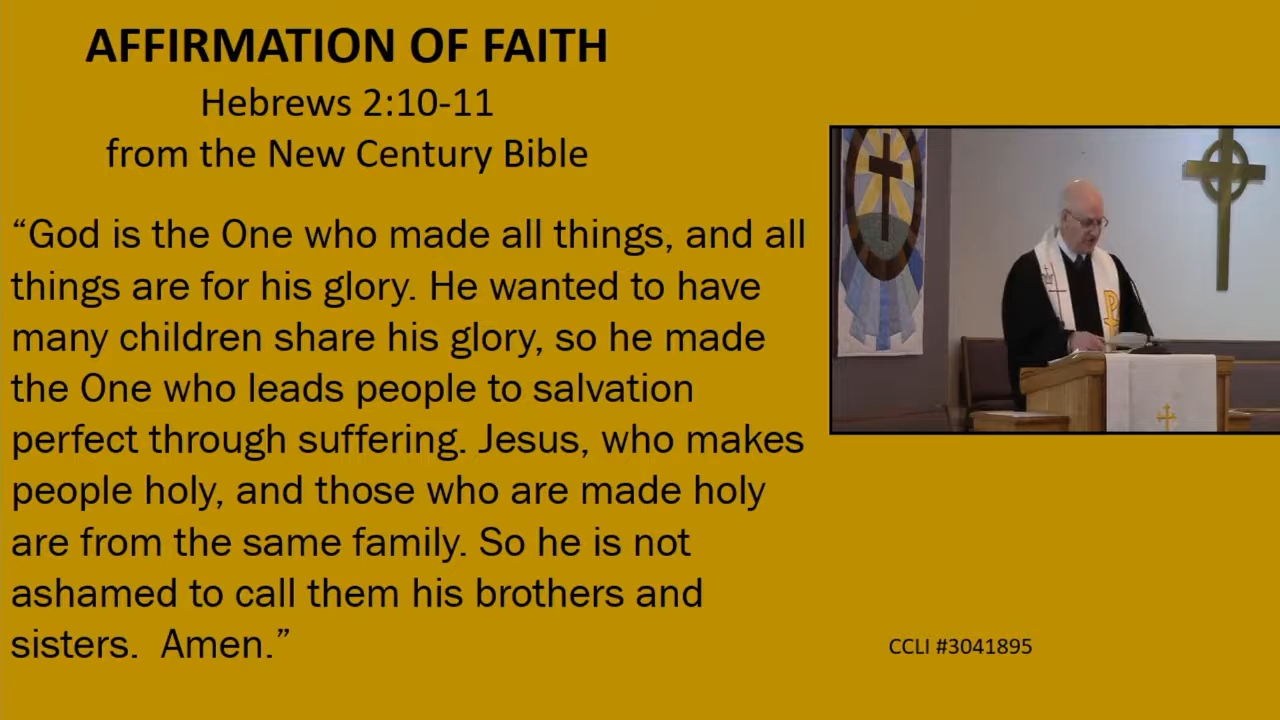 AFFIRMATION OF FAITH
Hebrews 2:10-11
from the New Century Bible
“God is the One who made all things, and all
things are for his glory. He wanted to have
many children share his glory, so he made
the One who leads people to salvation
perfect through suffering. Jesus, who makes
people holy, and those who are made holy
are from the same family. So he is not
ashamed to call them his brothers and
sisters.  Amen.”
CCLI #3041895